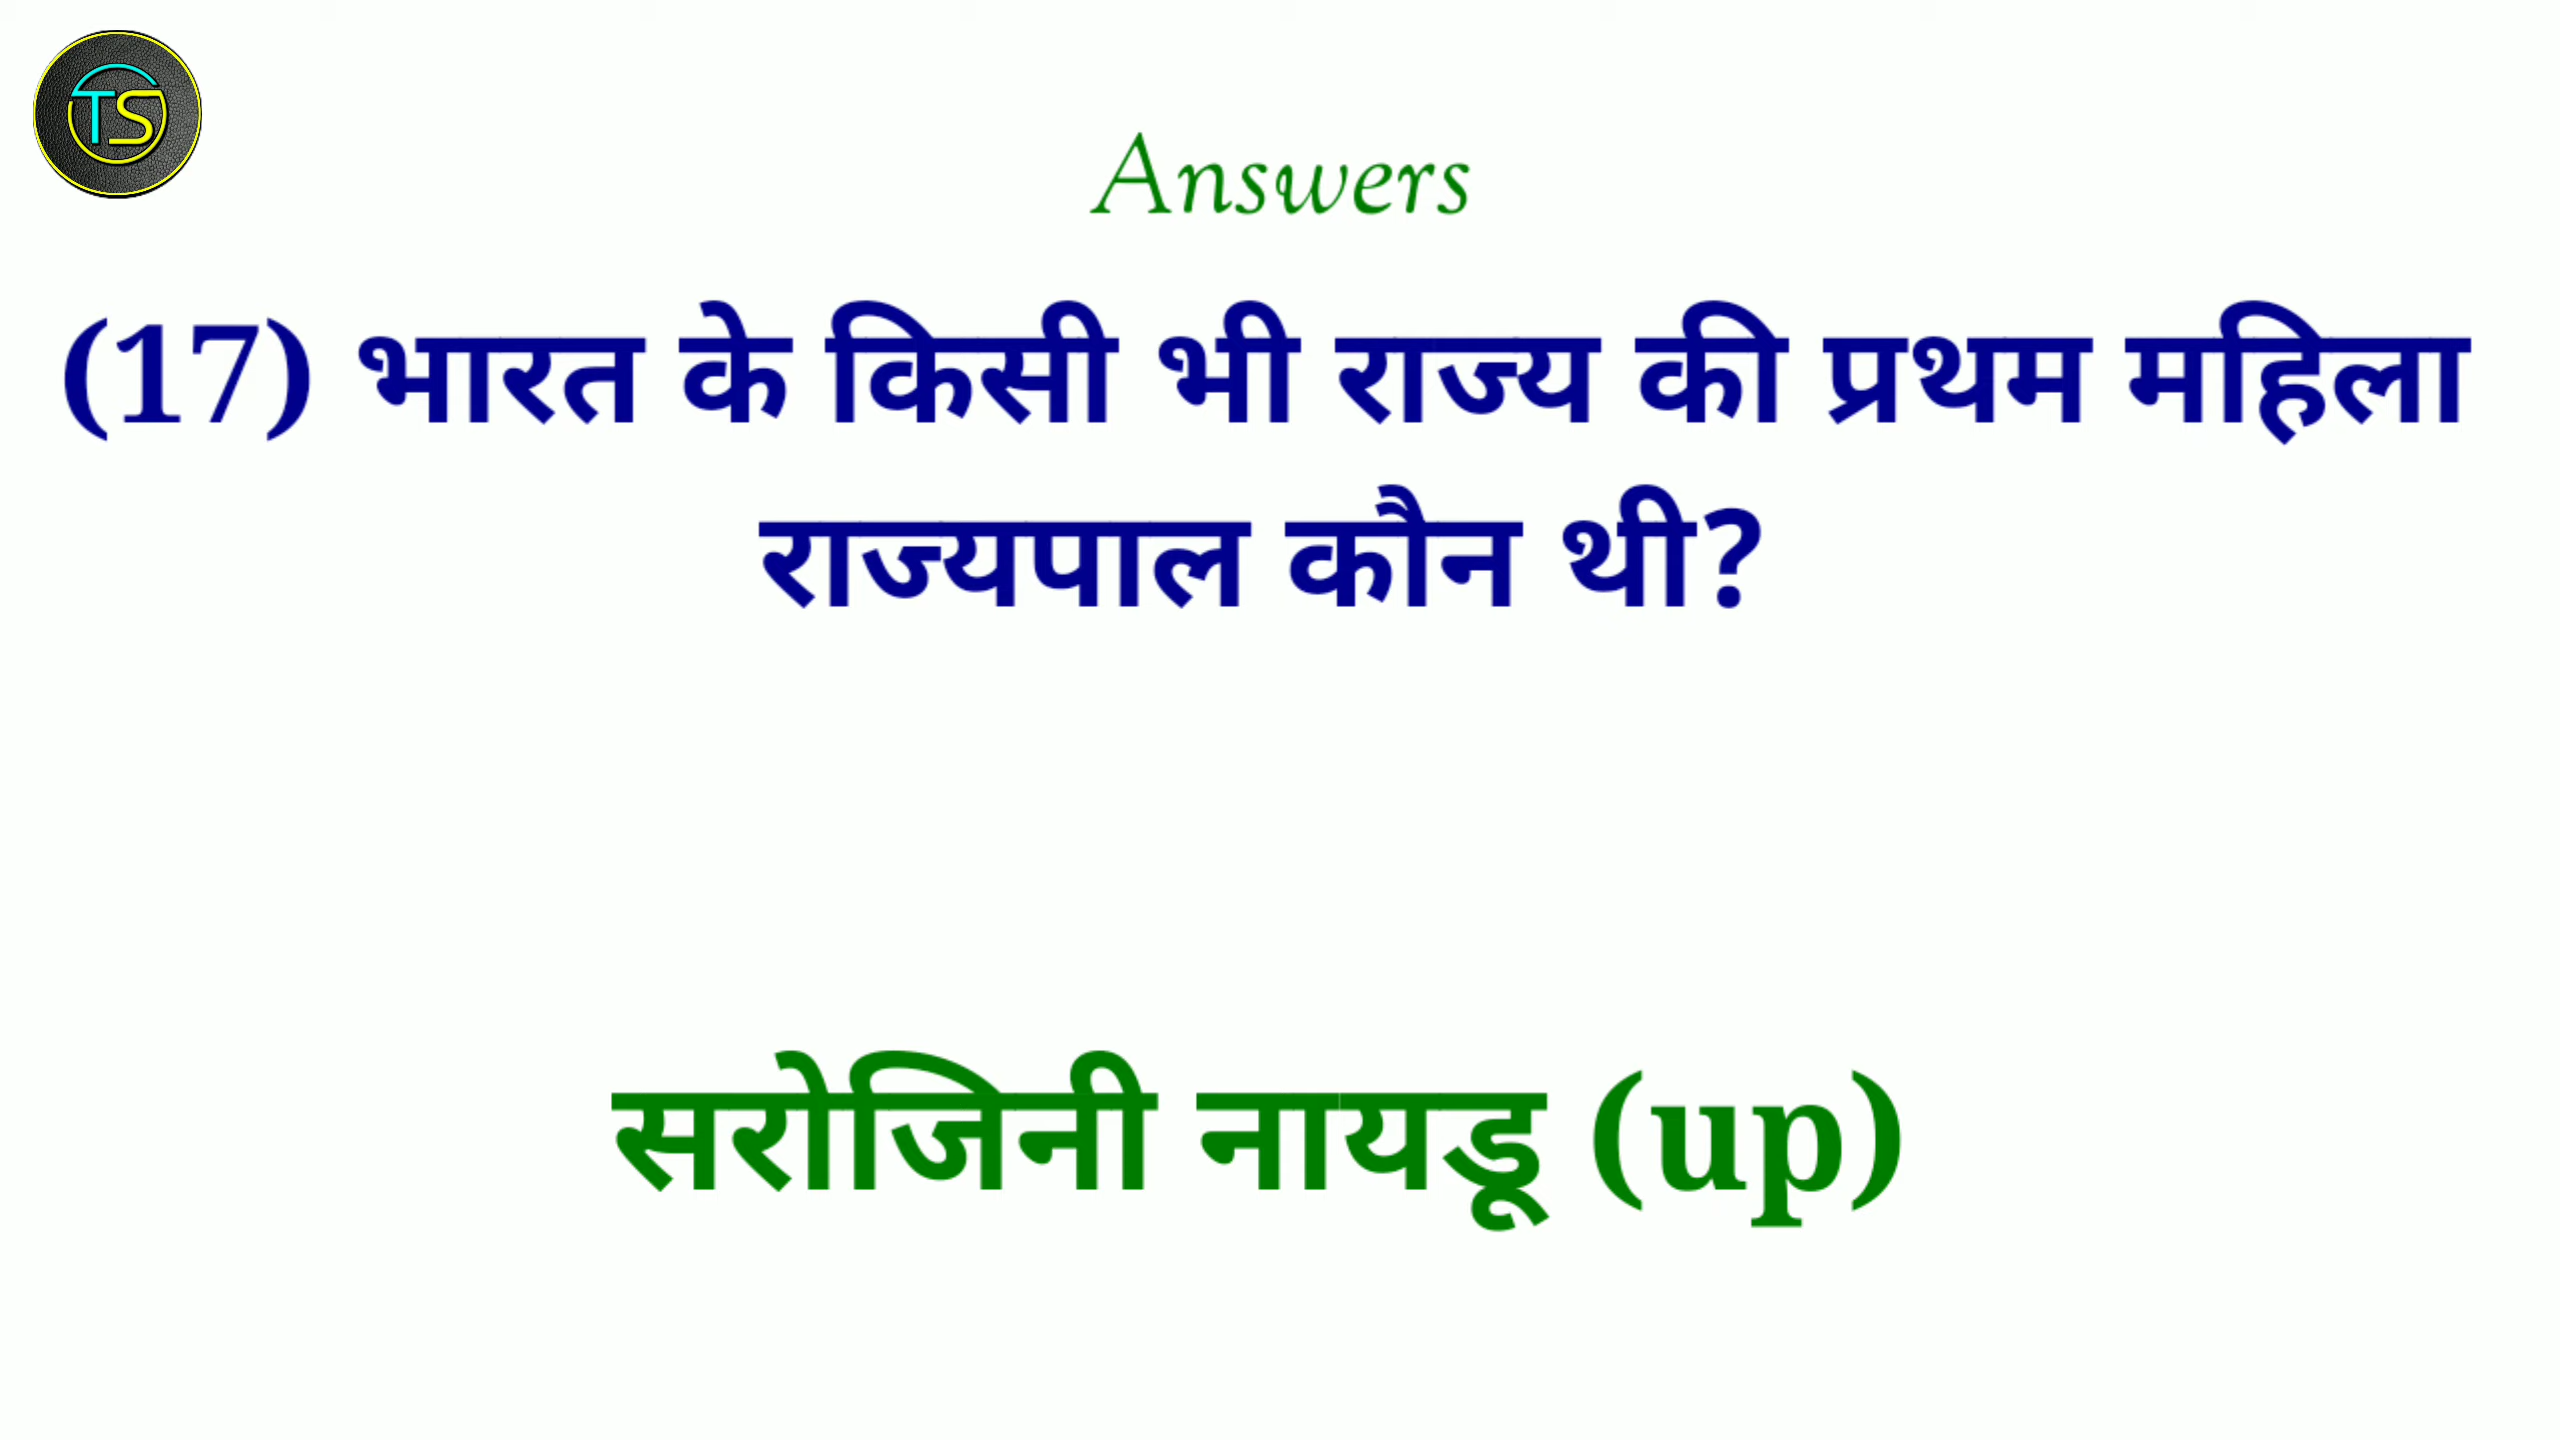 TS
Answers
(17) भारत के किसी भी राज्य की प्रथम महिला
राज्यपाल कौन थी?
सरोजिनी नायडू (up)